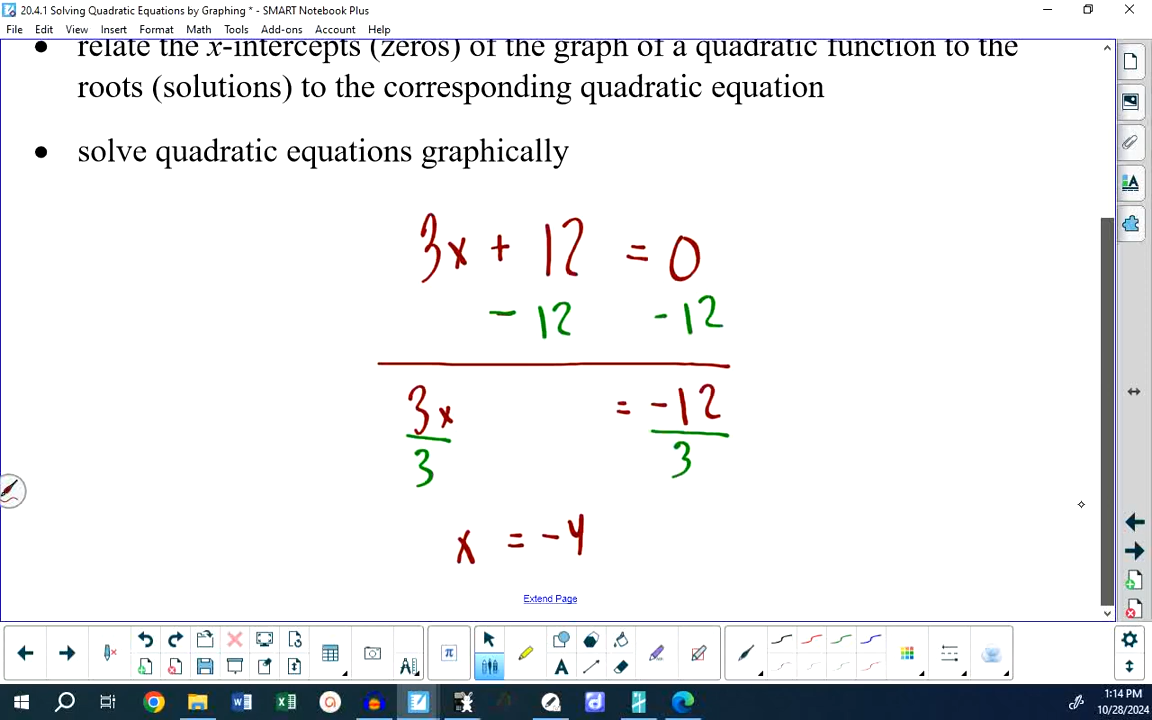 20.4.1 Solving Quadratic Equations by Graphing * - SMART Notebook Plus
File Edit View Insert Format Math Tools Add-ons Account Help
• relate the x-intercepts (zeros) of the graph of a quadratic function to the
roots (solutions) to the corresponding quadratic equation
• solve quadratic equations graphically
3x + 12 = 0
- 12 - 12
3x = -12
3 3
x = -4
Extend Page
1:14 PM
10/28/2024